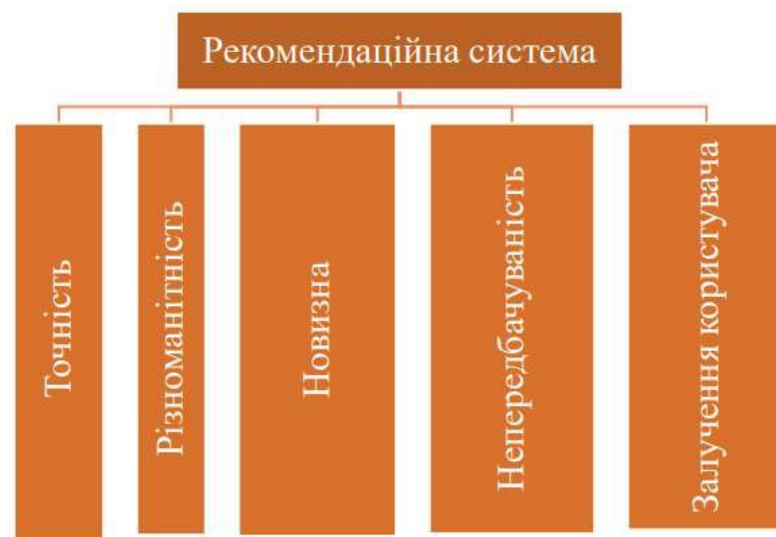 Рекомендаційна система
Точність
Різноманітність
Новизна
Непередбачуваність
Залучення користувача